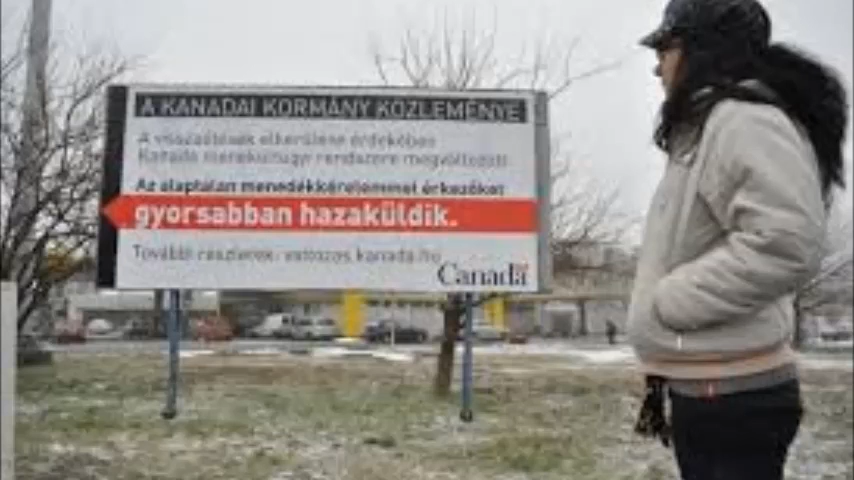 A KANADAI KORMÁNY KÖZLEMÉNYE
A visszaélések elkerülése érdekében
Kanada menekültügyi rendszere megváltozott.
Az alaptalan menedékkérelemmel érkezőket
gyorsabban hazaküldik.
További részletek: valtozas.kanada.hu
Canada